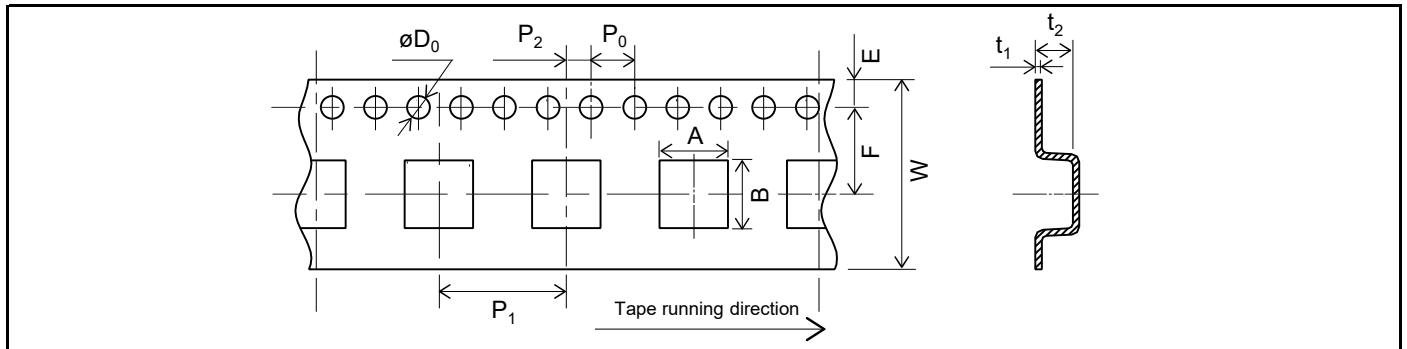 øD0
P2
P0
E
t1
t2
A
F
W
B
P1
Tape running direction